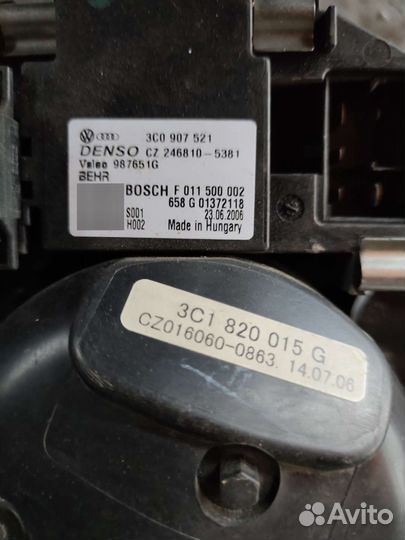 3C0 907 521
DENSO CZ 246810-5381
Valeo 987651G
BEHR
BOSCH F 011 500 002
658 G 01372118
S001 23.06.2006
H002 Made in Hungary
3C1 820 015 G
CZ016060-0863. 14.07.06
Avito